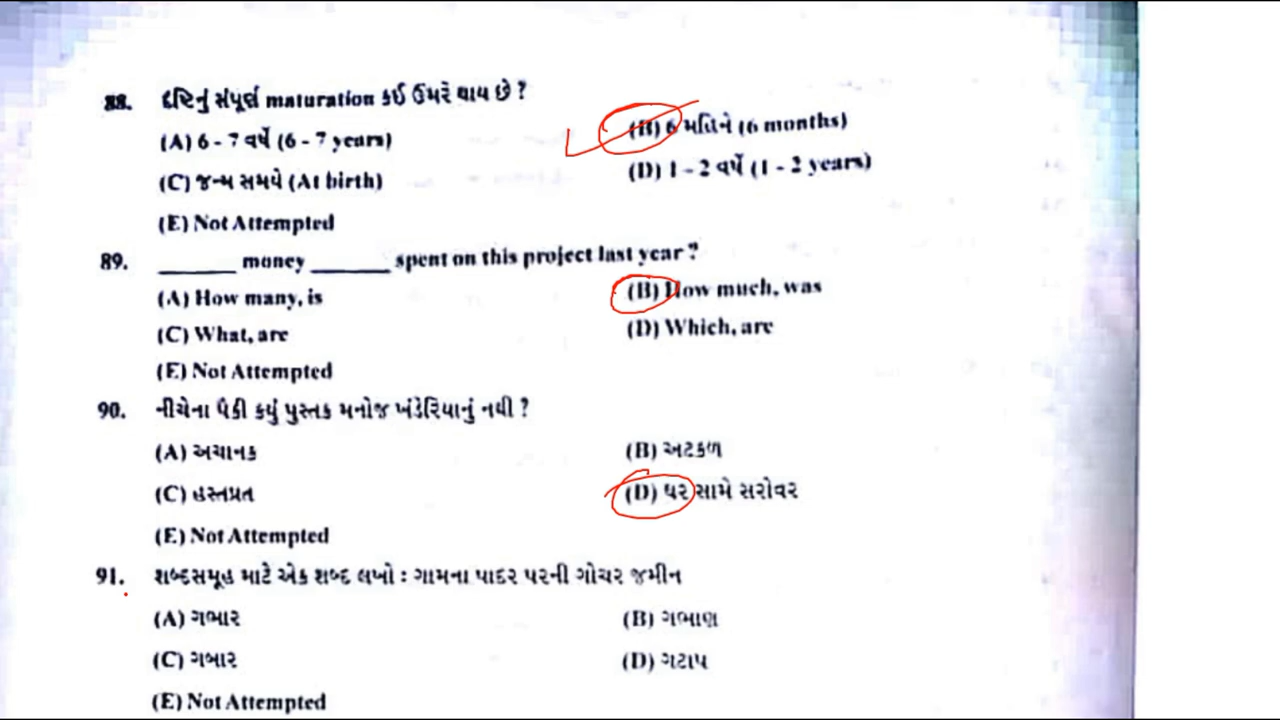 88. દ્રષ્ટિનું સંપૂર્ણ maturation કઈ ઉંમરે થાય છે ?
(A) 6 - 7 વર્ષે (6 - 7 years)
(B) 6 મહિને (6 months)
(C) જન્મ સમયે (At birth)
(D) 1 - 2 વર્ષે (1 - 2 years)
(E) Not Attempted
89. ______ money ______ spent on this project last year ?
(A) How many, is
(B) How much, was
(C) What, are
(D) Which, are
(E) Not Attempted
90. નીચેના પૈકી કયું પુસ્તક મનોજ ખંડેરિયાનું નથી ?
(A) અચાનક
(B) અટકળ
(C) હસ્તપ્રત
(D) ઘર સામે સરોવર
(E) Not Attempted
91. શબ્દસમૂહ માટે એક શબ્દ લખો : ગામના પાદર પરની ગોચર જમીન
(A) ગભાર
(B) ગભાણ
(C) ગબાર
(D) ગટાપ
(E) Not Attempted